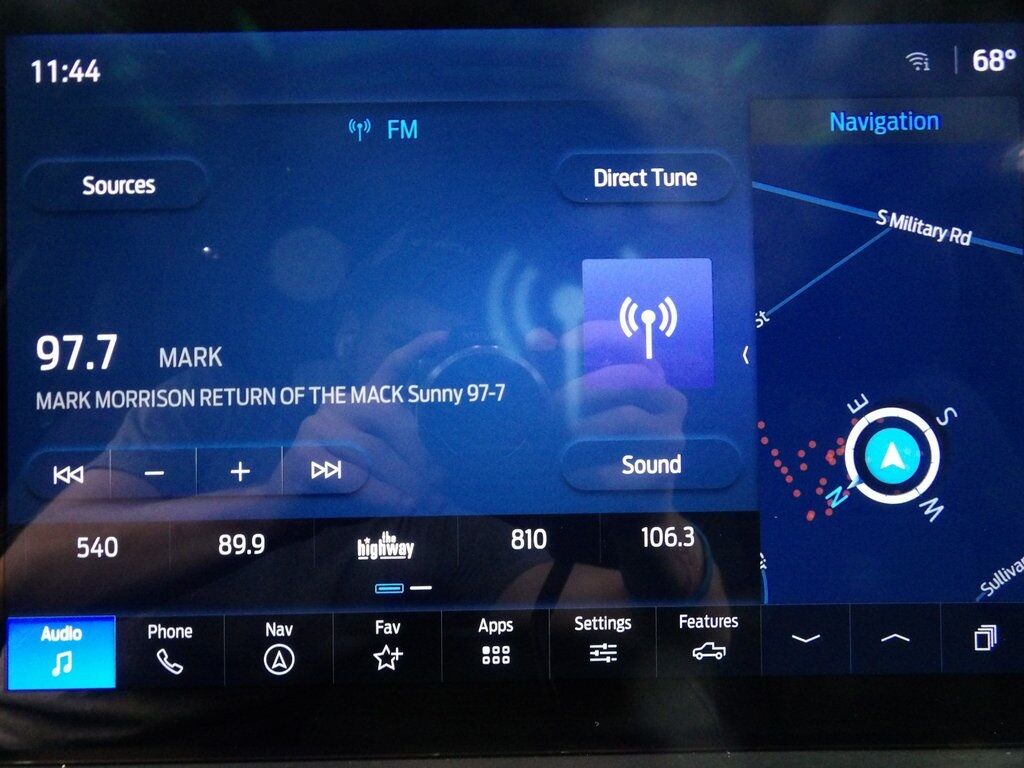 11:44
68°
FM
Navigation
Sources
Direct Tune
S Military Rd
St
97.7 MARK
MARK MORRISON RETURN OF THE MACK Sunny 97-7
E
S
N
W
Sound
540
89.9
the highway
810
106.3
Audio
Phone
Nav
Fav
Apps
Settings
Features